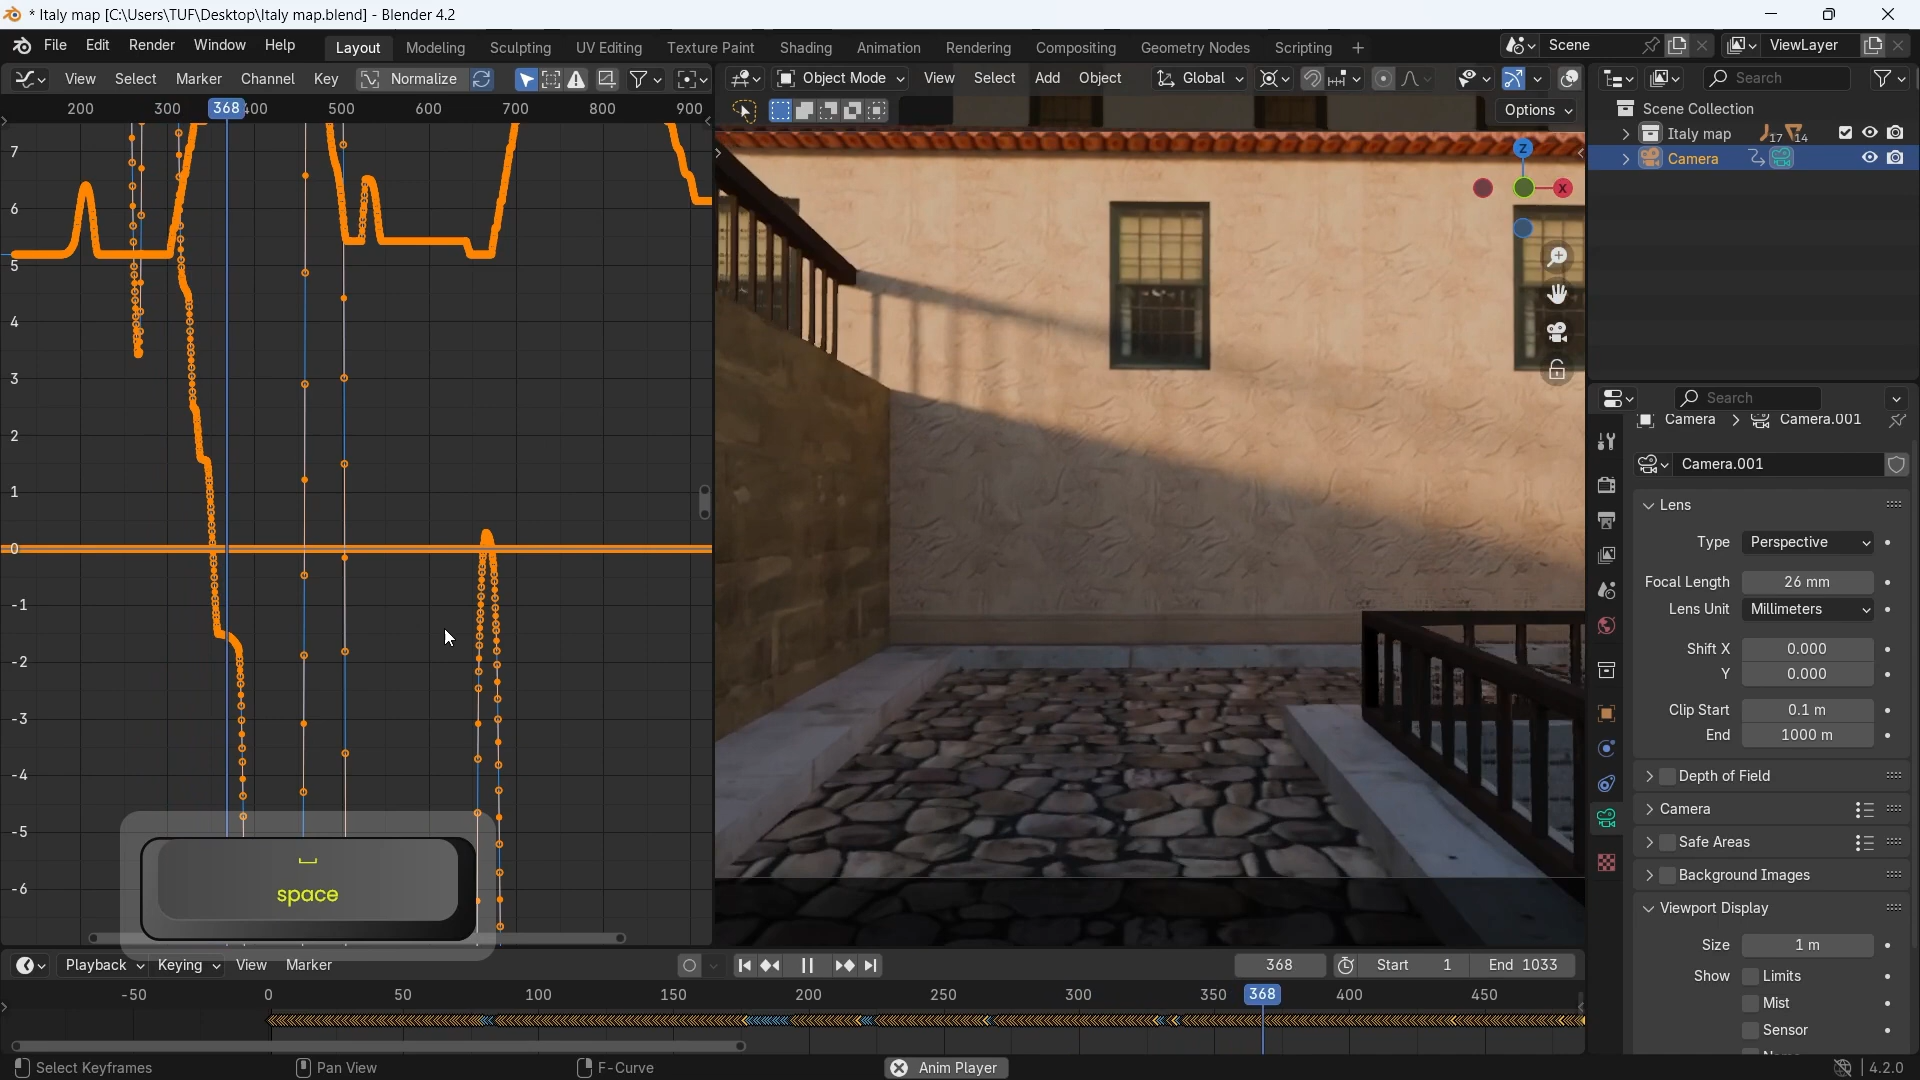 * Italy map [C:\Users\TUF\Desktop\Italy map.blend] - Blender 4.2
File Edit Render Window Help Layout Modeling Sculpting UV Editing Texture Paint Shading Animation Rendering Compositing Geometry Nodes Scripting + Scene ViewLayer
View Select Marker Channel Key Normalize Object Mode View Select Add Object Global Search
200 300 368 400 500 600 700 800 900 Options
Scene Collection
Italy map 17 14
Camera
Z
X
7
6
5
4
3
2
1
0
-1
-2
-3
-4
-5
-6
space
Search
Camera > Camera.001
Camera.001
Lens
Type Perspective
Focal Length 26 mm
Lens Unit Millimeters
Shift X 0.000
Y 0.000
Clip Start 0.1 m
End 1000 m
Depth of Field
Camera
Safe Areas
Background Images
Viewport Display
Size 1 m
Show Limits
Mist
Sensor
Playback Keying View Marker 368 Start 1 End 1033
-50 0 50 100 150 200 250 300 350 368 400 450
Select Keyframes Pan View F-Curve Anim Player 4.2.0